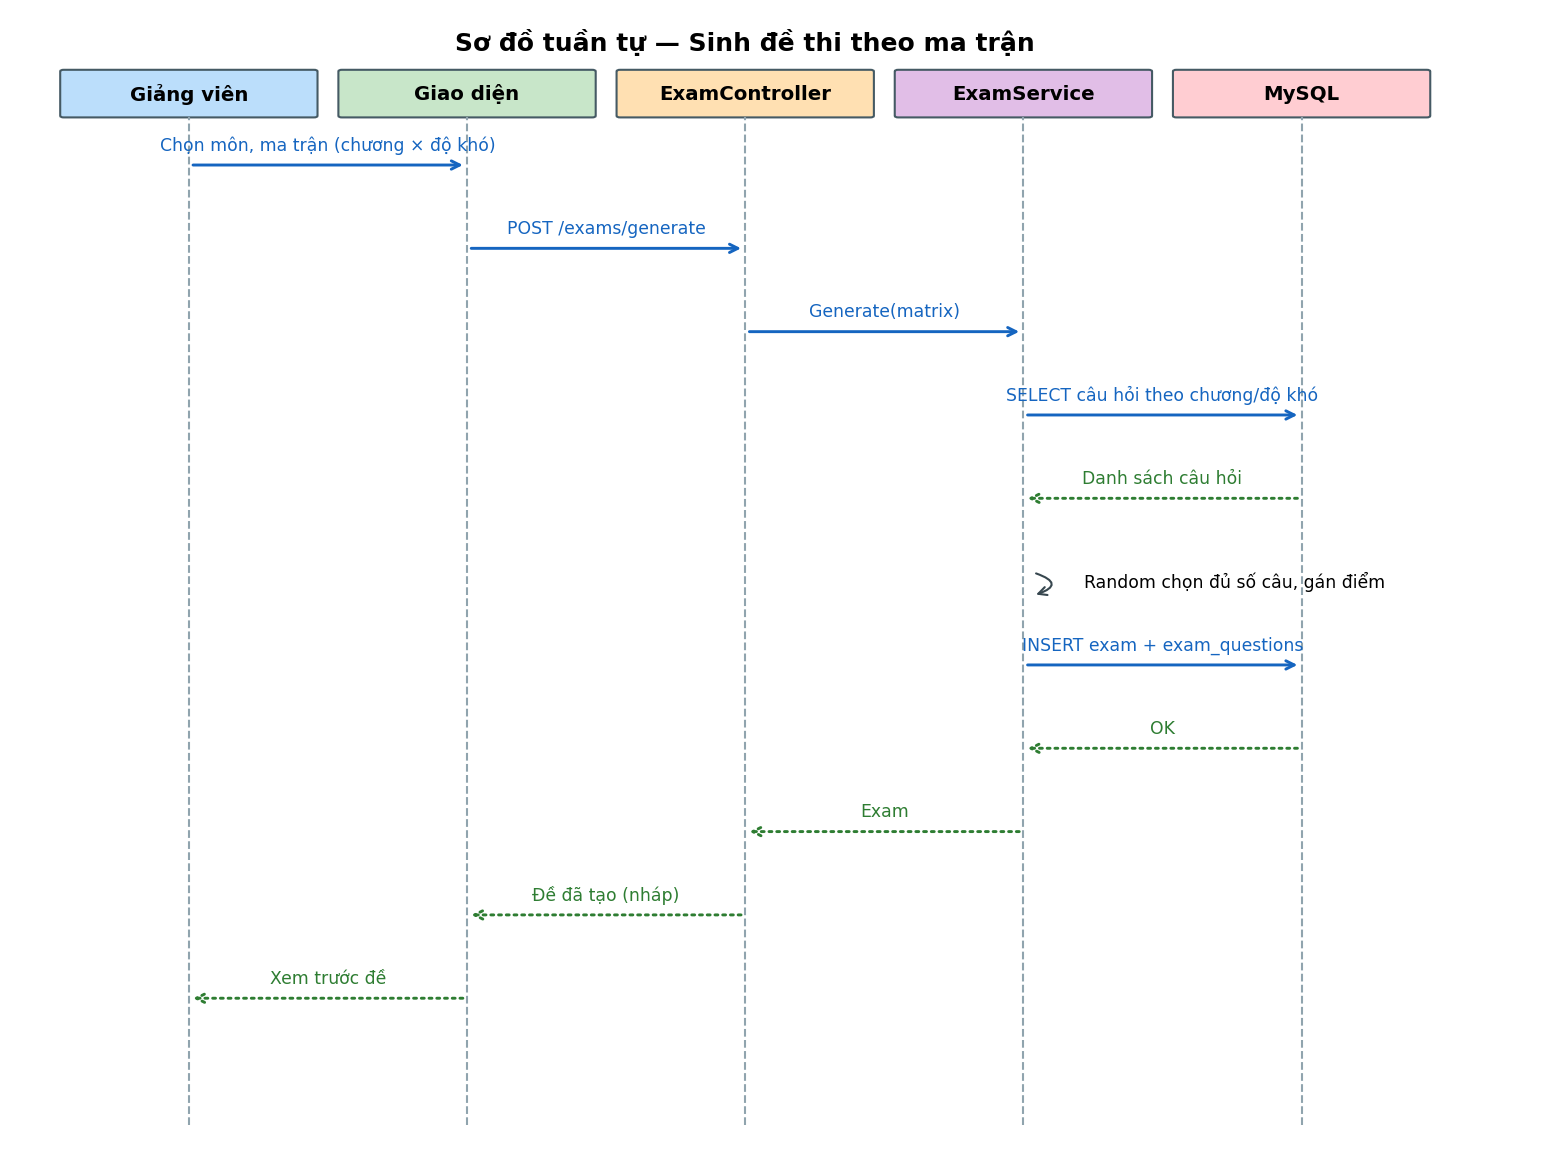 Sơ đồ tuần tự — Sinh đề thi theo ma trận
Giảng viên
Giao diện
ExamController
ExamService
MySQL
Chọn môn, ma trận (chương × độ khó)
POST /exams/generate
Generate(matrix)
SELECT câu hỏi theo chương/độ khó
Danh sách câu hỏi
Random chọn đủ số câu, gán điểm
INSERT exam + exam_questions
OK
Exam
Đề đã tạo (nháp)
Xem trước đề